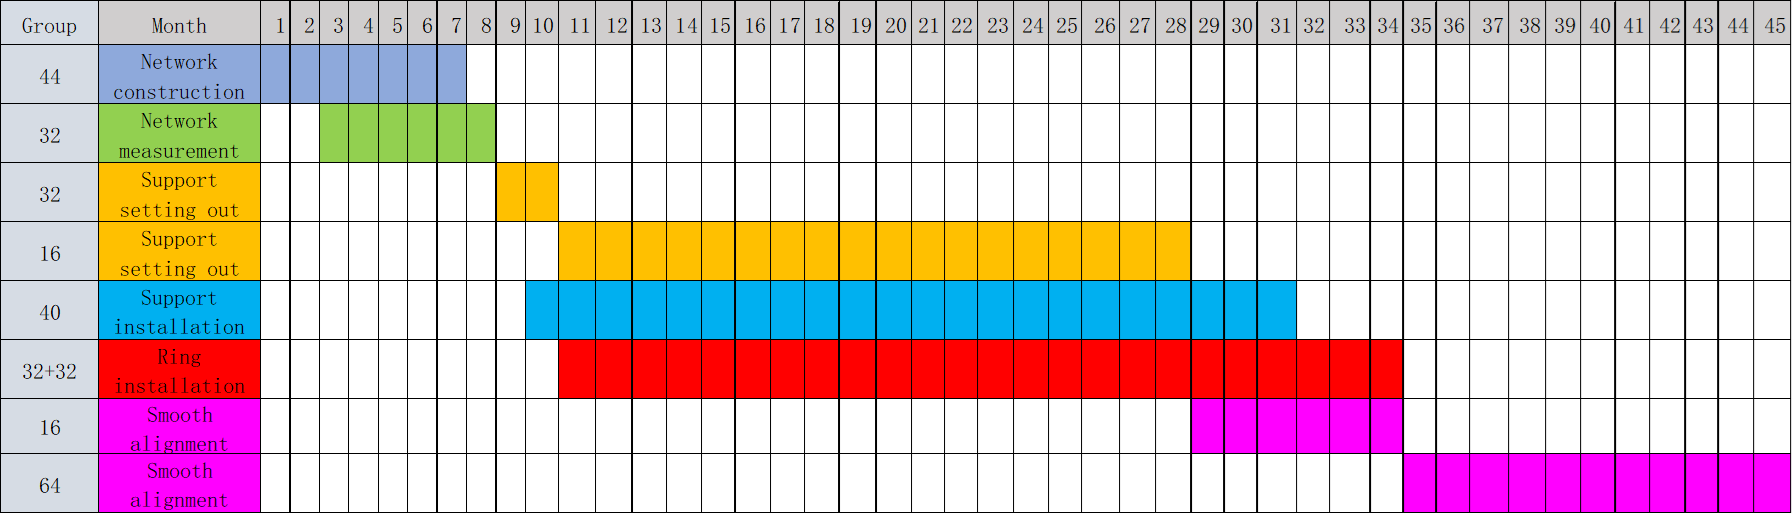 Group Month 1 2 3 4 5 6 7 8 9 10 11 12 13 14 15 16 17 18 19 20 21 22 23 24 25 26 27 28 29 30 31 32 33 34 35 36 37 38 39 40 41 42 43 44 45
44 Network
construction
32 Network
measurement
32 Support
setting out
16 Support
setting out
40 Support
installation
32+32 Ring
installation
16 Smooth
alignment
64 Smooth
alignment